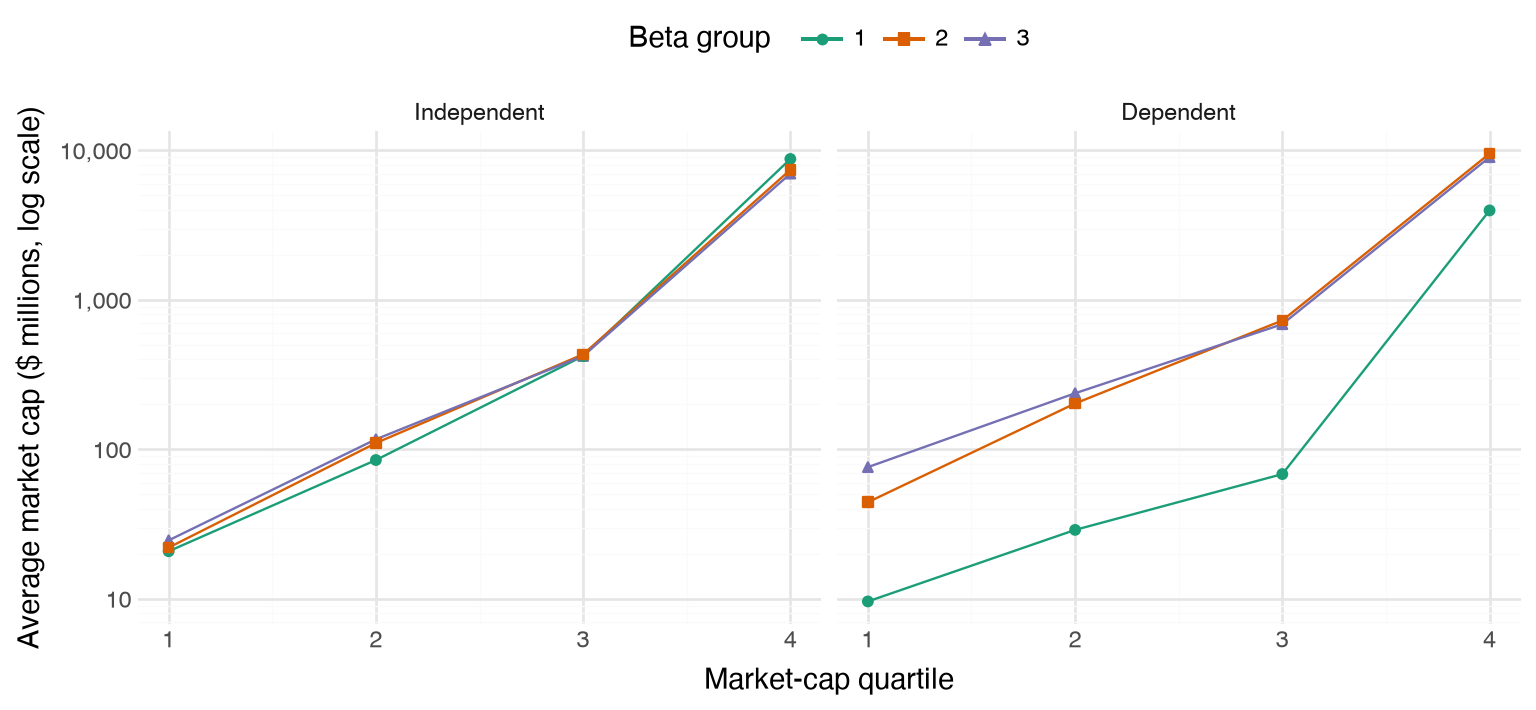 Beta group 1 2 3
Independent
Dependent
Average market cap ($ millions, log scale)
10,000
1,000
100
10
1 2 3 4
1 2 3 4
Market-cap quartile